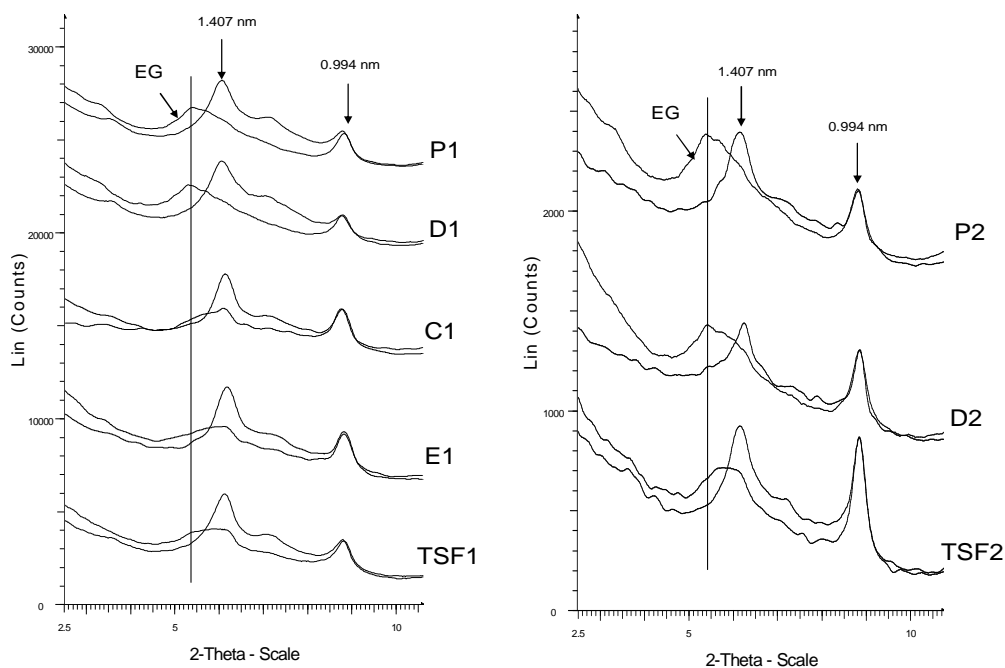 1.407 nm
0.994 nm
EG
30000
P1
D1
20000
C1
E1
10000
TSF1
0
2.5
5
10
2-Theta - Scale
Lin (Counts)
1.407 nm
0.994 nm
EG
P2
2000
D2
1000
TSF2
0
2.5
5
10
2-Theta - Scale
Lin (Counts)